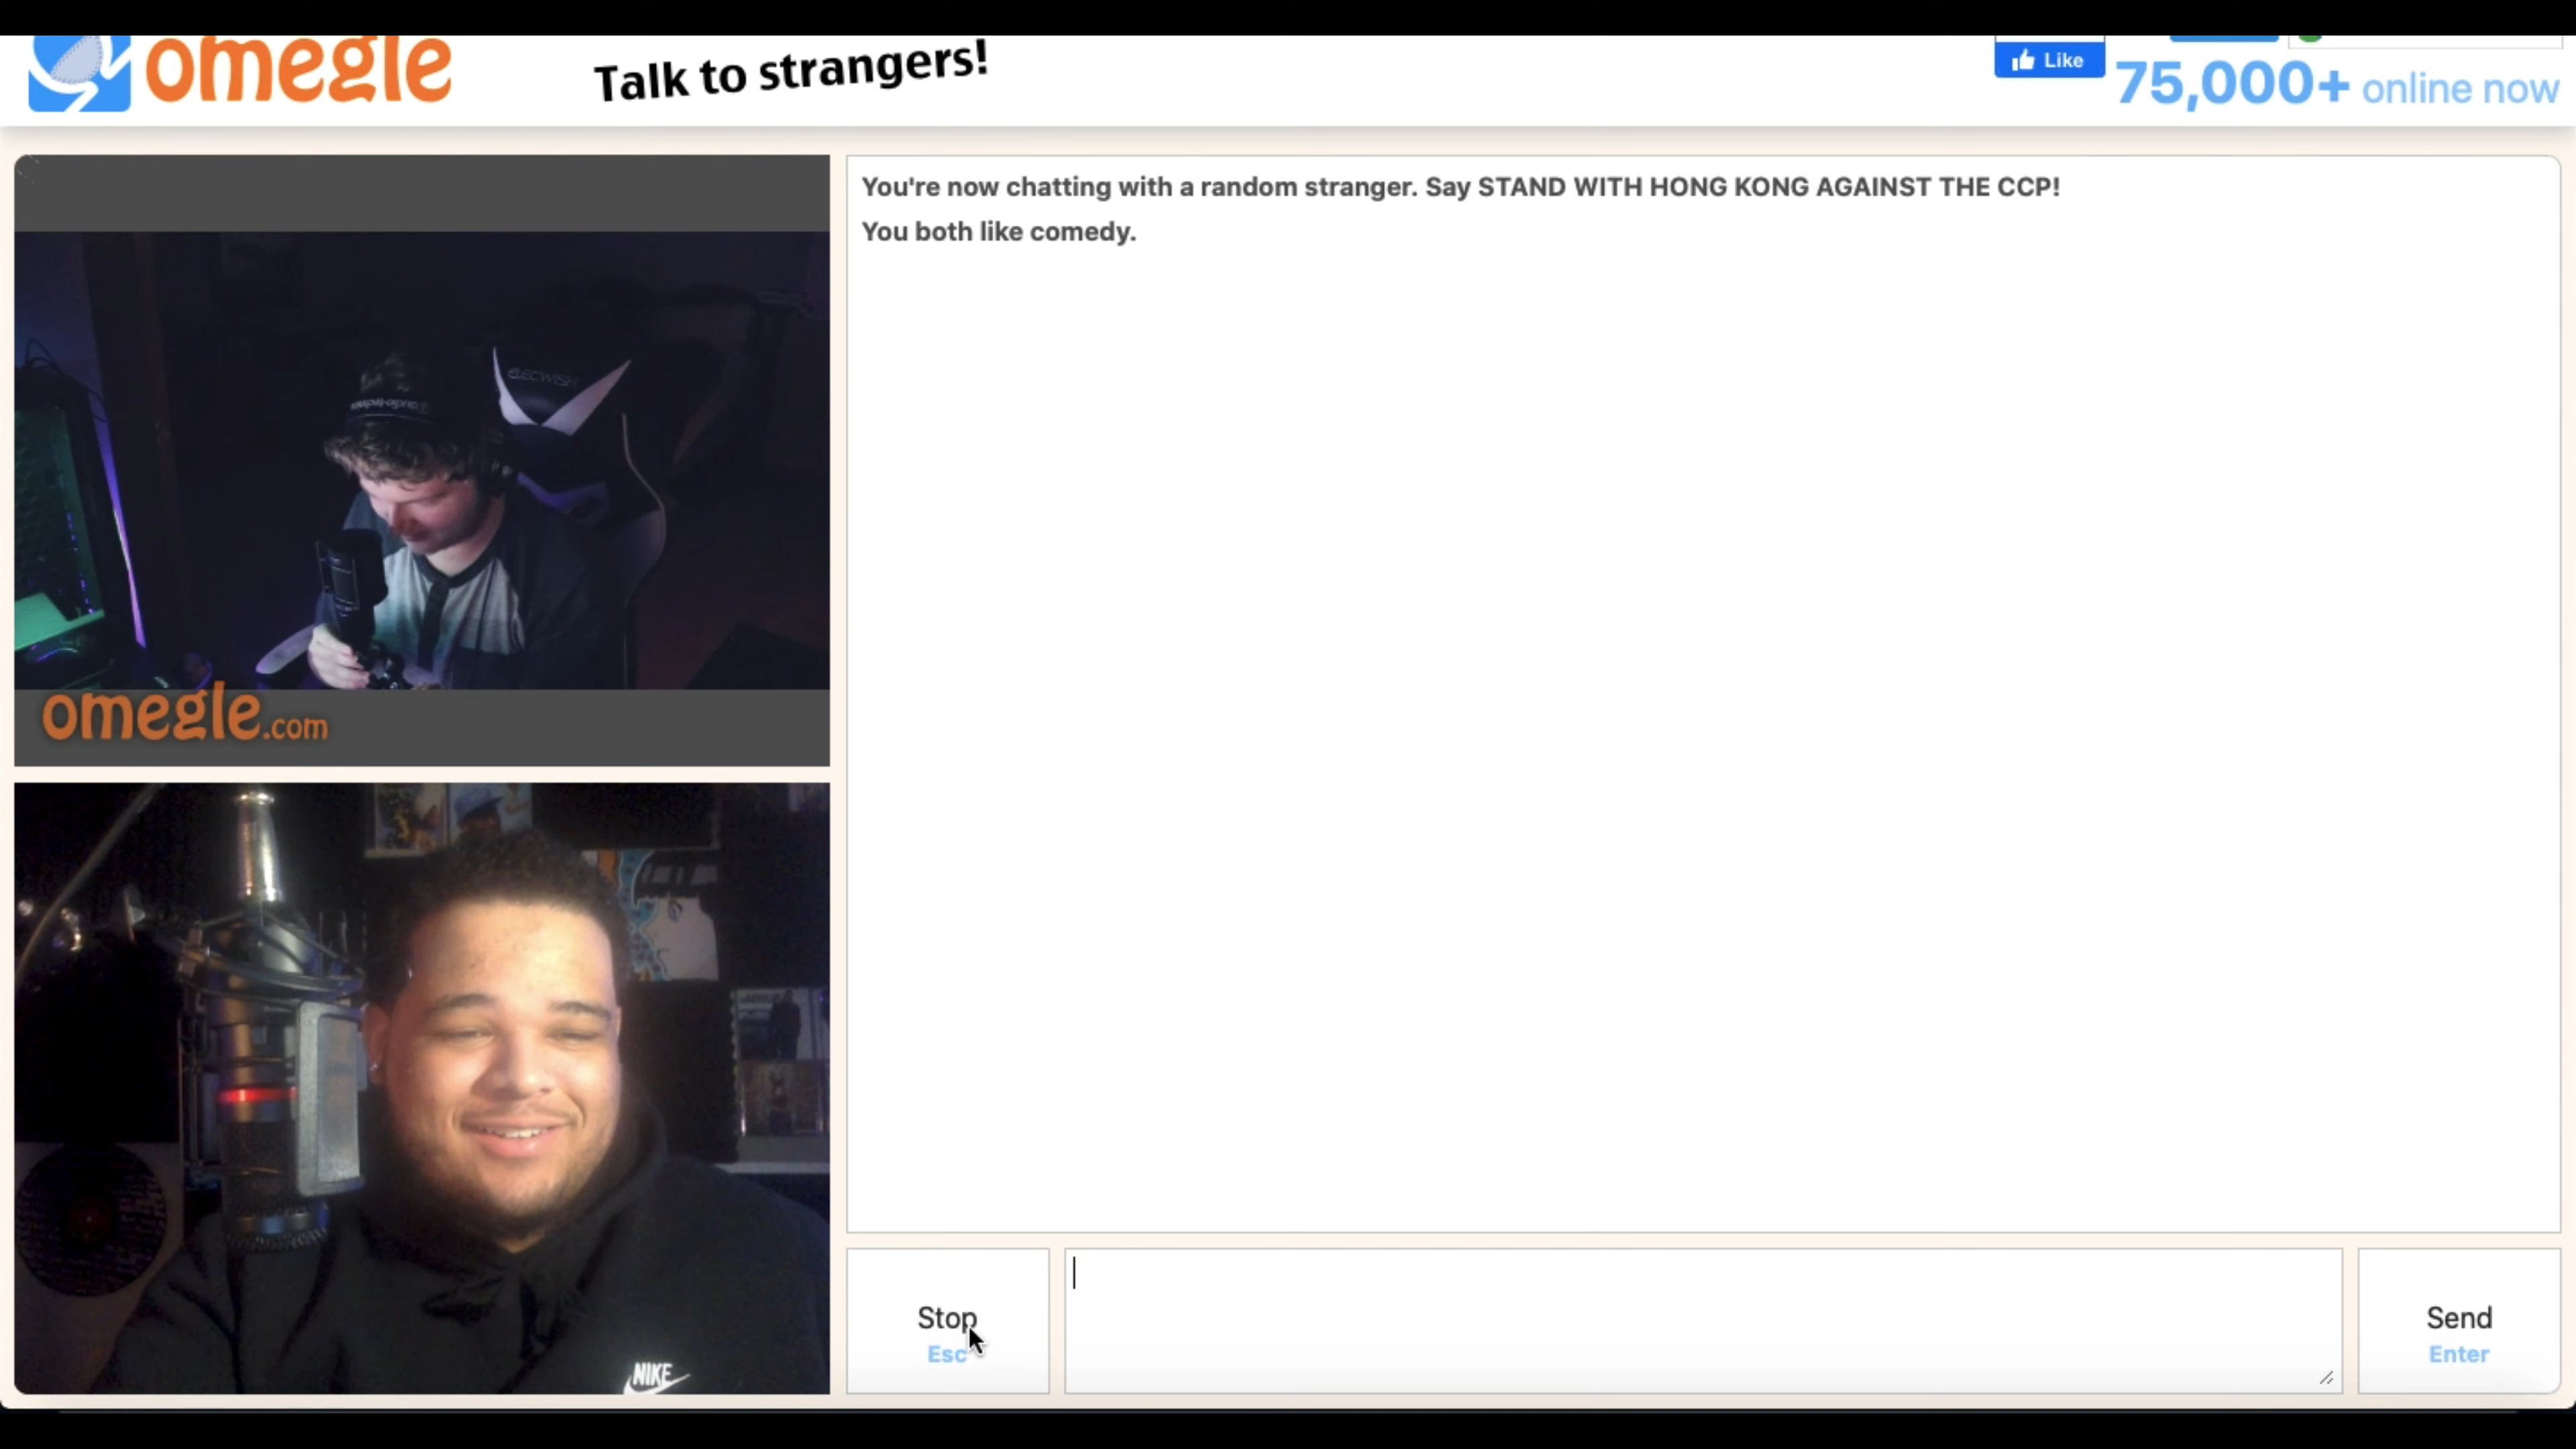 omegle
Talk to strangers!
Like
75,000+ online now
You're now chatting with a random stranger. Say STAND WITH HONG KONG AGAINST THE CCP!
You both like comedy.
ELECWISH
omegle.com
NIKE
Stop
Esc
Send
Enter